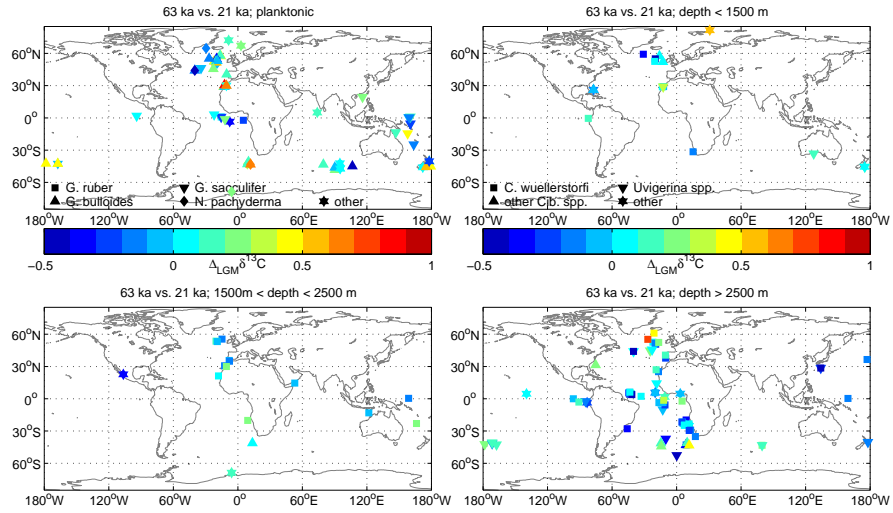 63 ka vs. 21 ka; planktonic
63 ka vs. 21 ka; depth < 1500 m
60°N
30°N
0°
30°S
60°S
G. ruber
G. sacculifer
G. bulloides
N. pachyderma
other
180°W 120°W 60°W 0° 60°E 120°E 180°W
60°N
30°N
0°
30°S
60°S
C. wuellerstorfi
Uvigerina spp.
other Cib. spp.
other
180°W 120°W 60°W 0° 60°E 120°E 180°W
−0.5 0 0.5 1
Δ_LGM δ¹³C
−0.5 0 0.5 1
Δ_LGM δ¹³C
63 ka vs. 21 ka; 1500m < depth < 2500 m
63 ka vs. 21 ka; depth > 2500 m
60°N
30°N
0°
30°S
60°S
180°W 120°W 60°W 0° 60°E 120°E 180°W
60°N
30°N
0°
30°S
60°S
180°W 120°W 60°W 0° 60°E 120°E 180°W